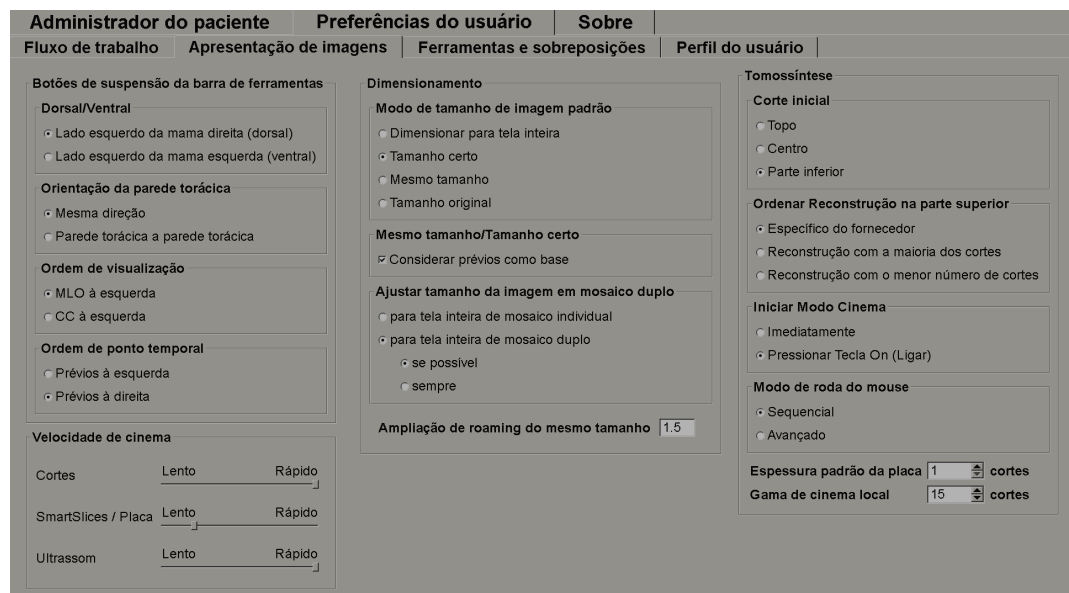 Administrador do paciente Preferências do usuário Sobre
Fluxo de trabalho Apresentação de imagens Ferramentas e sobreposições Perfil do usuário
Botões de suspensão da barra de ferramentas
Dorsal/Ventral
Lado esquerdo da mama direita (dorsal)
Lado esquerdo da mama esquerda (ventral)
Orientação da parede torácica
Mesma direção
Parede torácica a parede torácica
Ordem de visualização
MLO à esquerda
CC à esquerda
Ordem de ponto temporal
Prévios à esquerda
Prévios à direita
Velocidade de cinema
Cortes Lento Rápido
SmartSlices / Placa Lento Rápido
Ultrassom Lento Rápido
Dimensionamento
Modo de tamanho de imagem padrão
Dimensionar para tela inteira
Tamanho certo
Mesmo tamanho
Tamanho original
Mesmo tamanho/Tamanho certo
Considerar prévios como base
Ajustar tamanho da imagem em mosaico duplo
para tela inteira de mosaico individual
para tela inteira de mosaico duplo
se possível
sempre
Ampliação de roaming do mesmo tamanho 1.5
Tomossíntese
Corte inicial
Topo
Centro
Parte inferior
Ordenar Reconstrução na parte superior
Específico do fornecedor
Reconstrução com a maioria dos cortes
Reconstrução com o menor número de cortes
Iniciar Modo Cinema
Imediatamente
Pressionar Tecla On (Ligar)
Modo de roda do mouse
Sequencial
Avançado
Espessura padrão da placa 1 cortes
Gama de cinema local 15 cortes